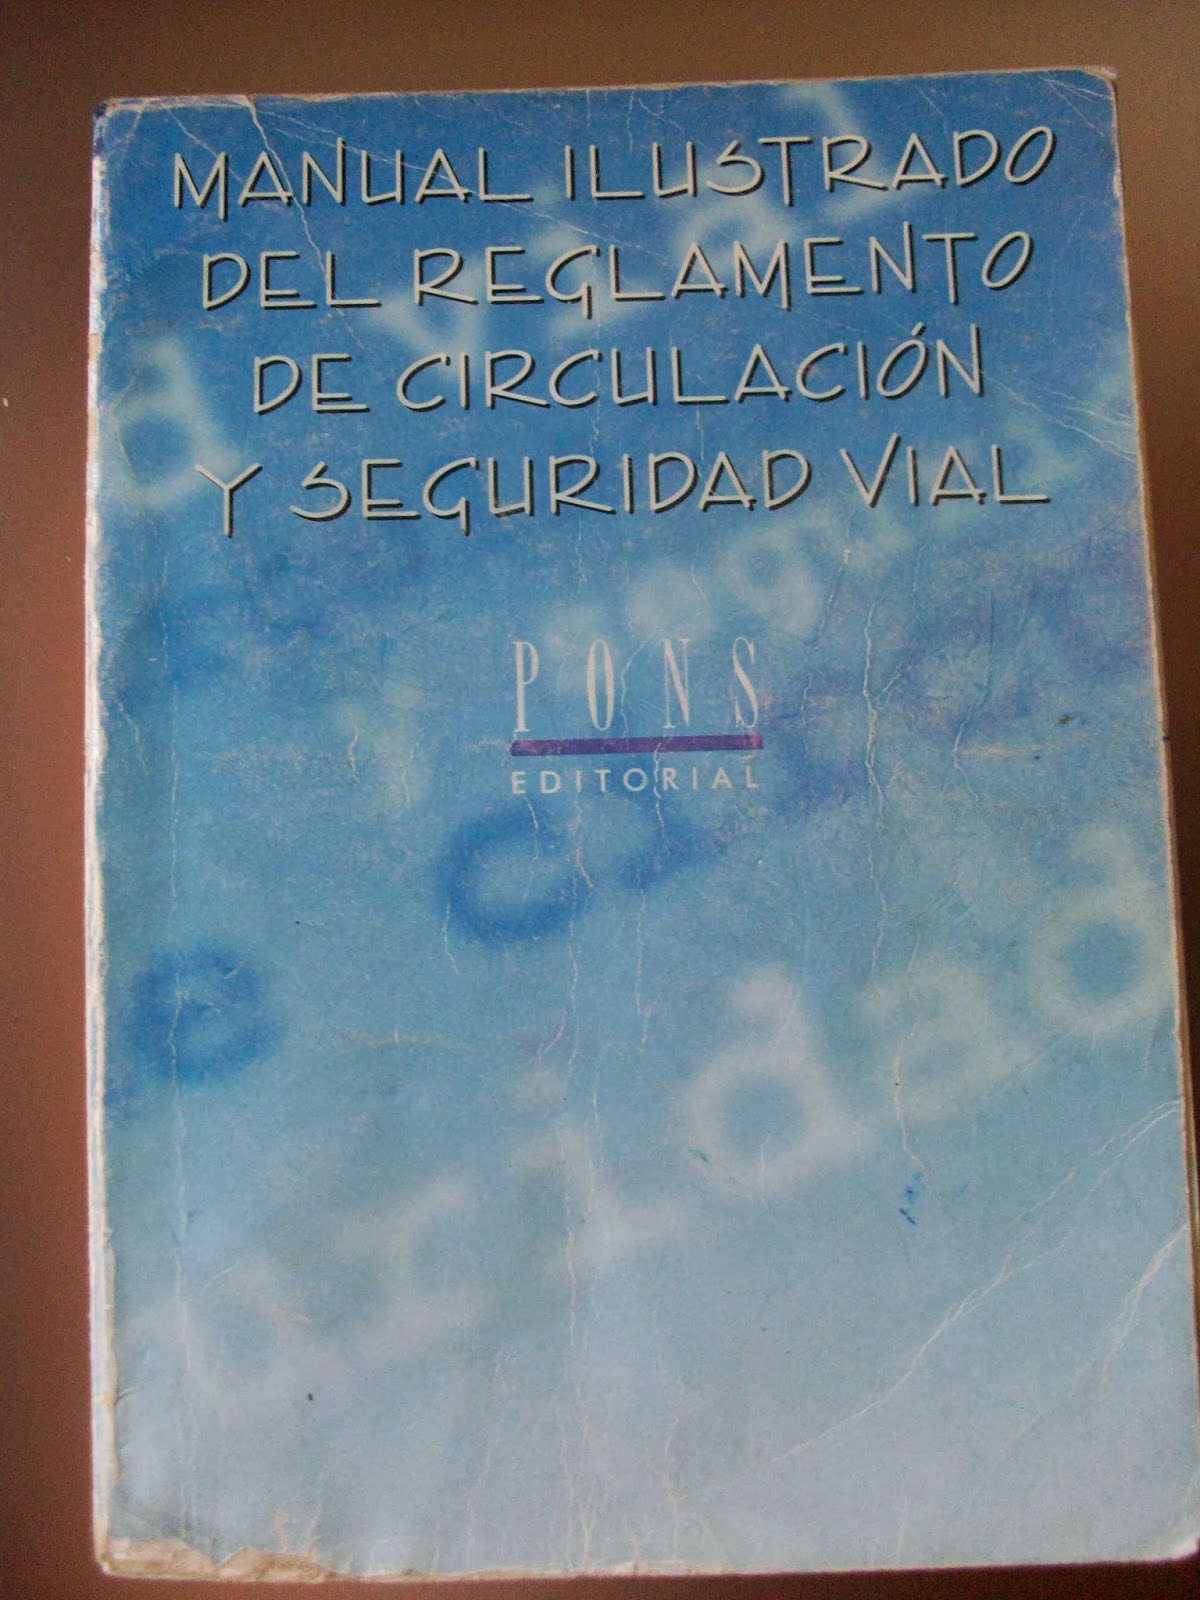 MANUAL ILUSTRADO
DEL REGLAMENTO
DE CIRCULACIÓN
Y SEGURIDAD VIAL
PONS
EDITORIAL